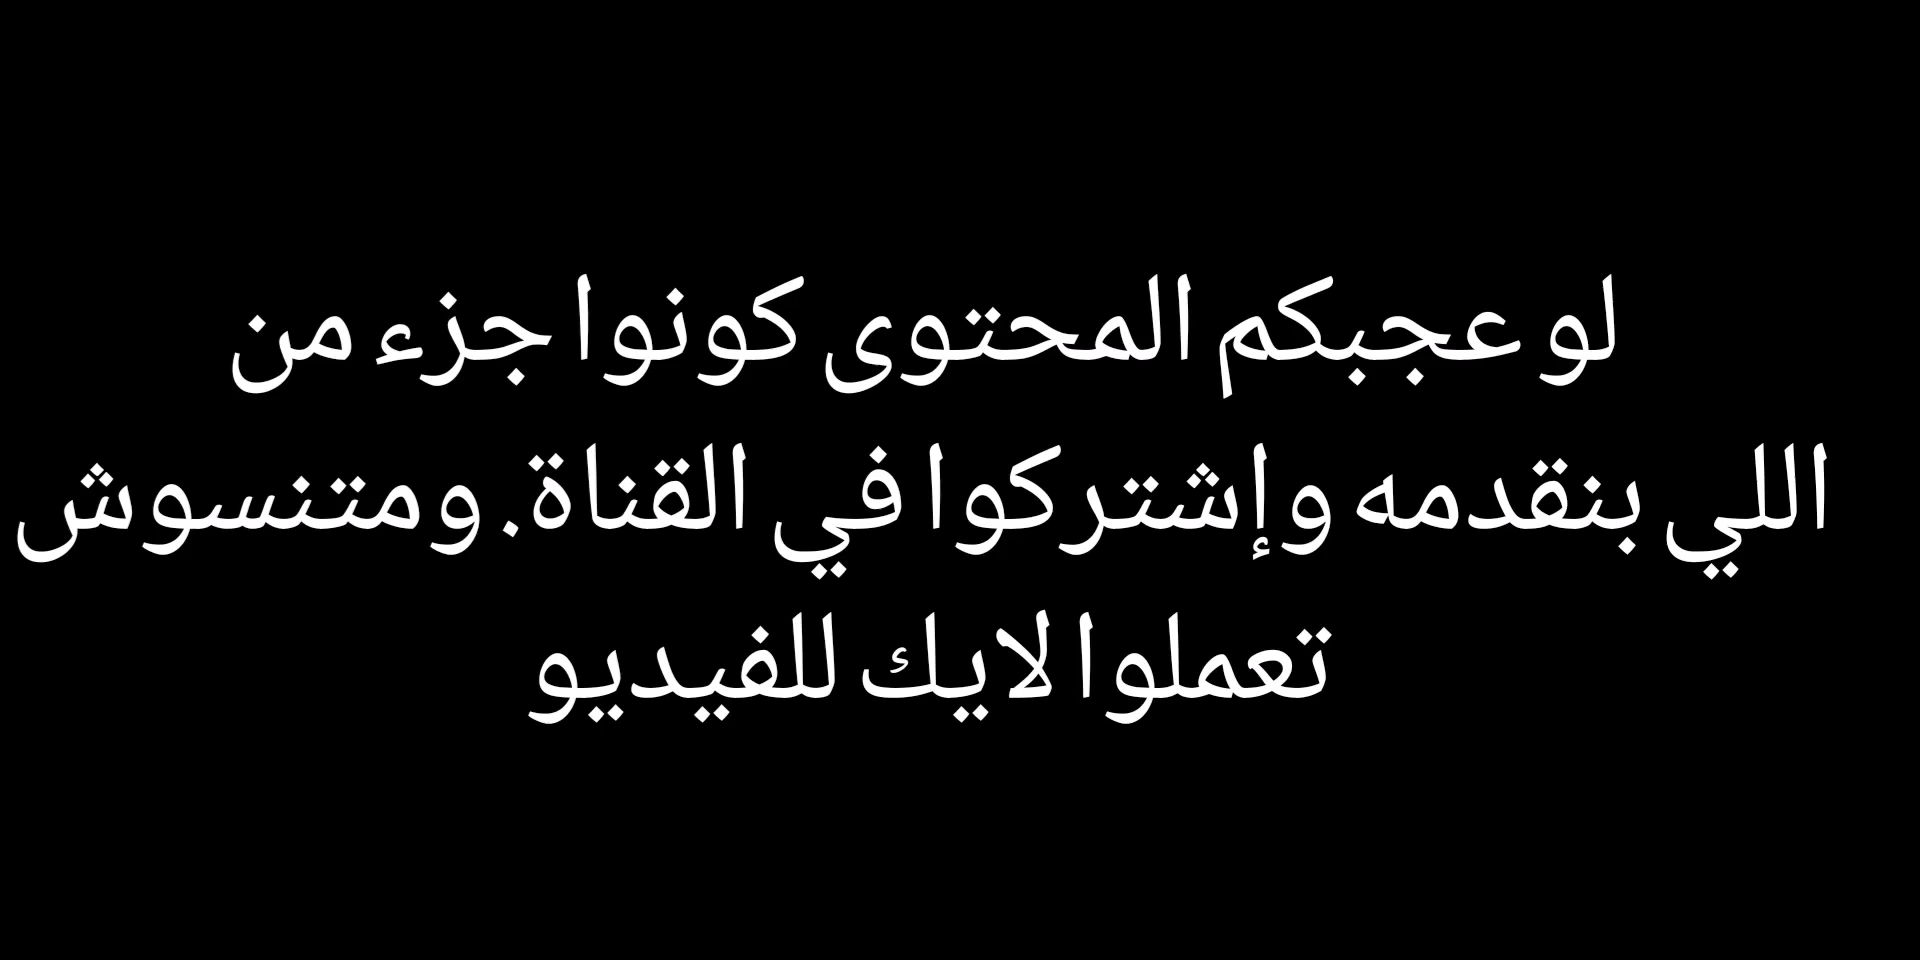 لو عجبكم المحتوى كونوا جزء من
اللي بنقدمه وإشتركوا في القناة. ومتنسوش
تعملوا لايك للفيديو